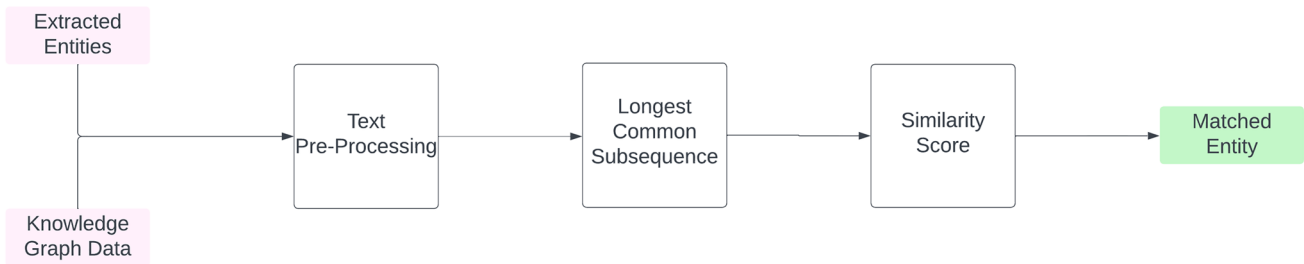 Extracted
Entities
Knowledge
Graph Data
Text
Pre-Processing
Longest
Common
Subsequence
Similarity
Score
Matched
Entity